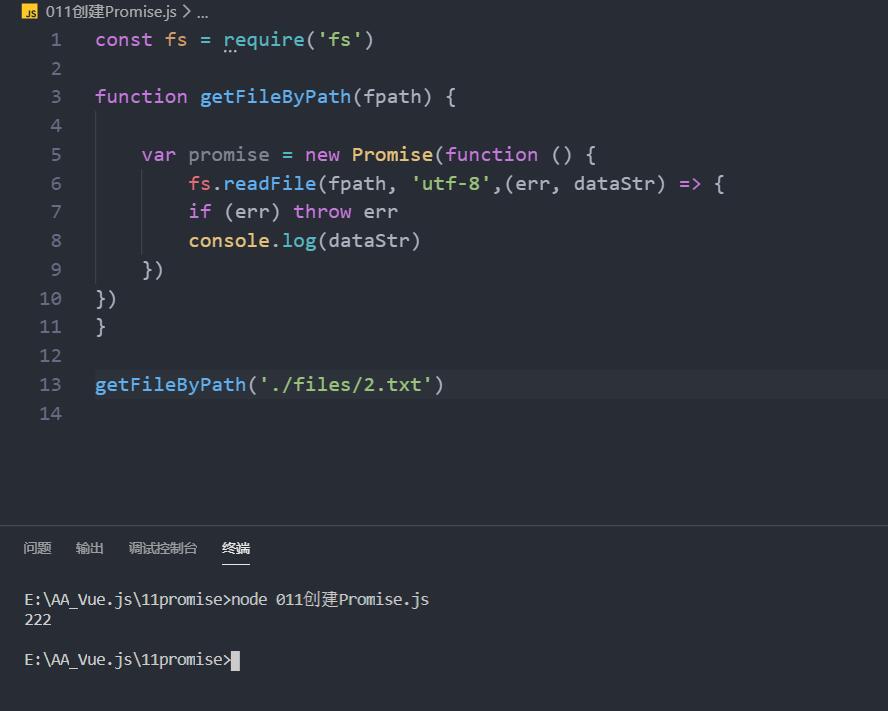 JS 011创建Promise.js > ...
1 const fs = require('fs')
2
3 function getFileByPath(fpath) {
4
5 var promise = new Promise(function () {
6 fs.readFile(fpath, 'utf-8',(err, dataStr) => {
7 if (err) throw err
8 console.log(dataStr)
9 })
10 })
11 }
12
13 getFileByPath('./files/2.txt')
14
问题 输出 调试控制台 终端
E:\AA_Vue.js\11promise>node 011创建Promise.js
222
E:\AA_Vue.js\11promise>